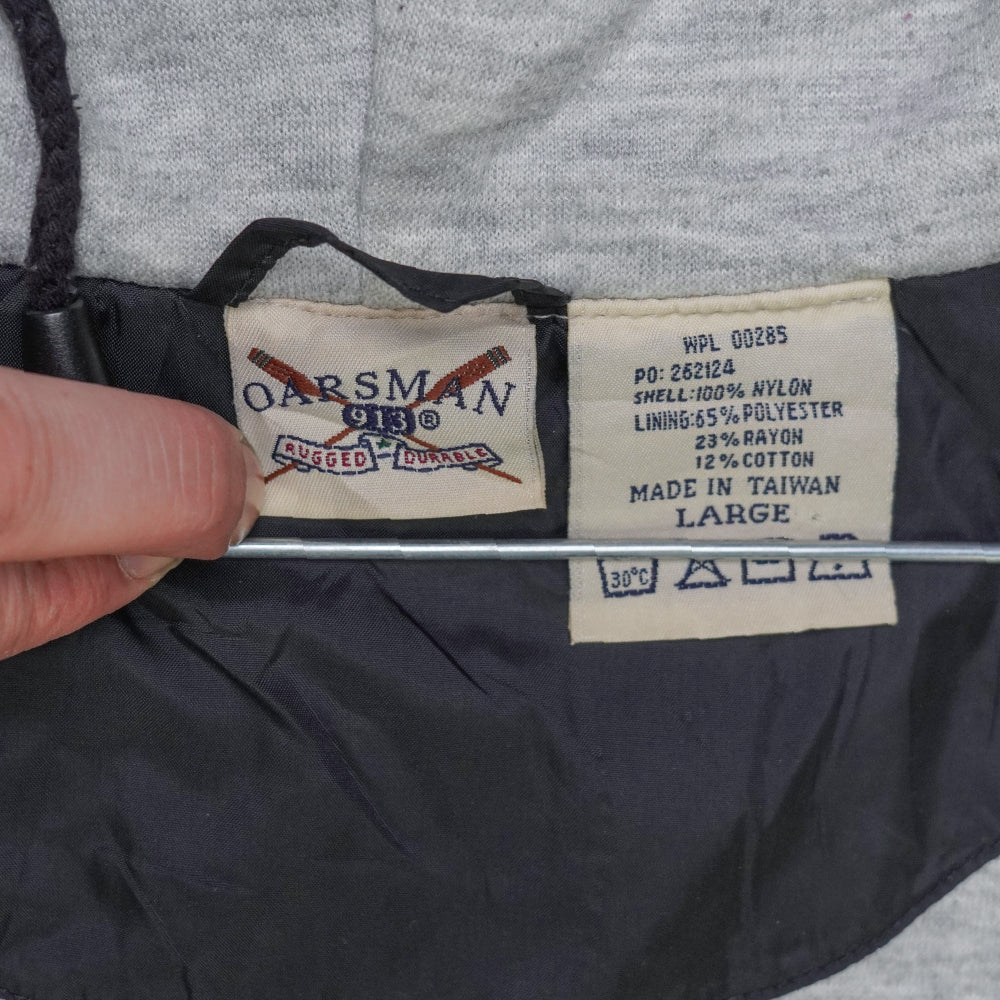 OARSMAN
913®
RUGGED DURABLE
WPL 00285
PO: 262124
SHELL:100% NYLON
LINING:65% POLYESTER
23% RAYON
12% COTTON
MADE IN TAIWAN
LARGE
30°C